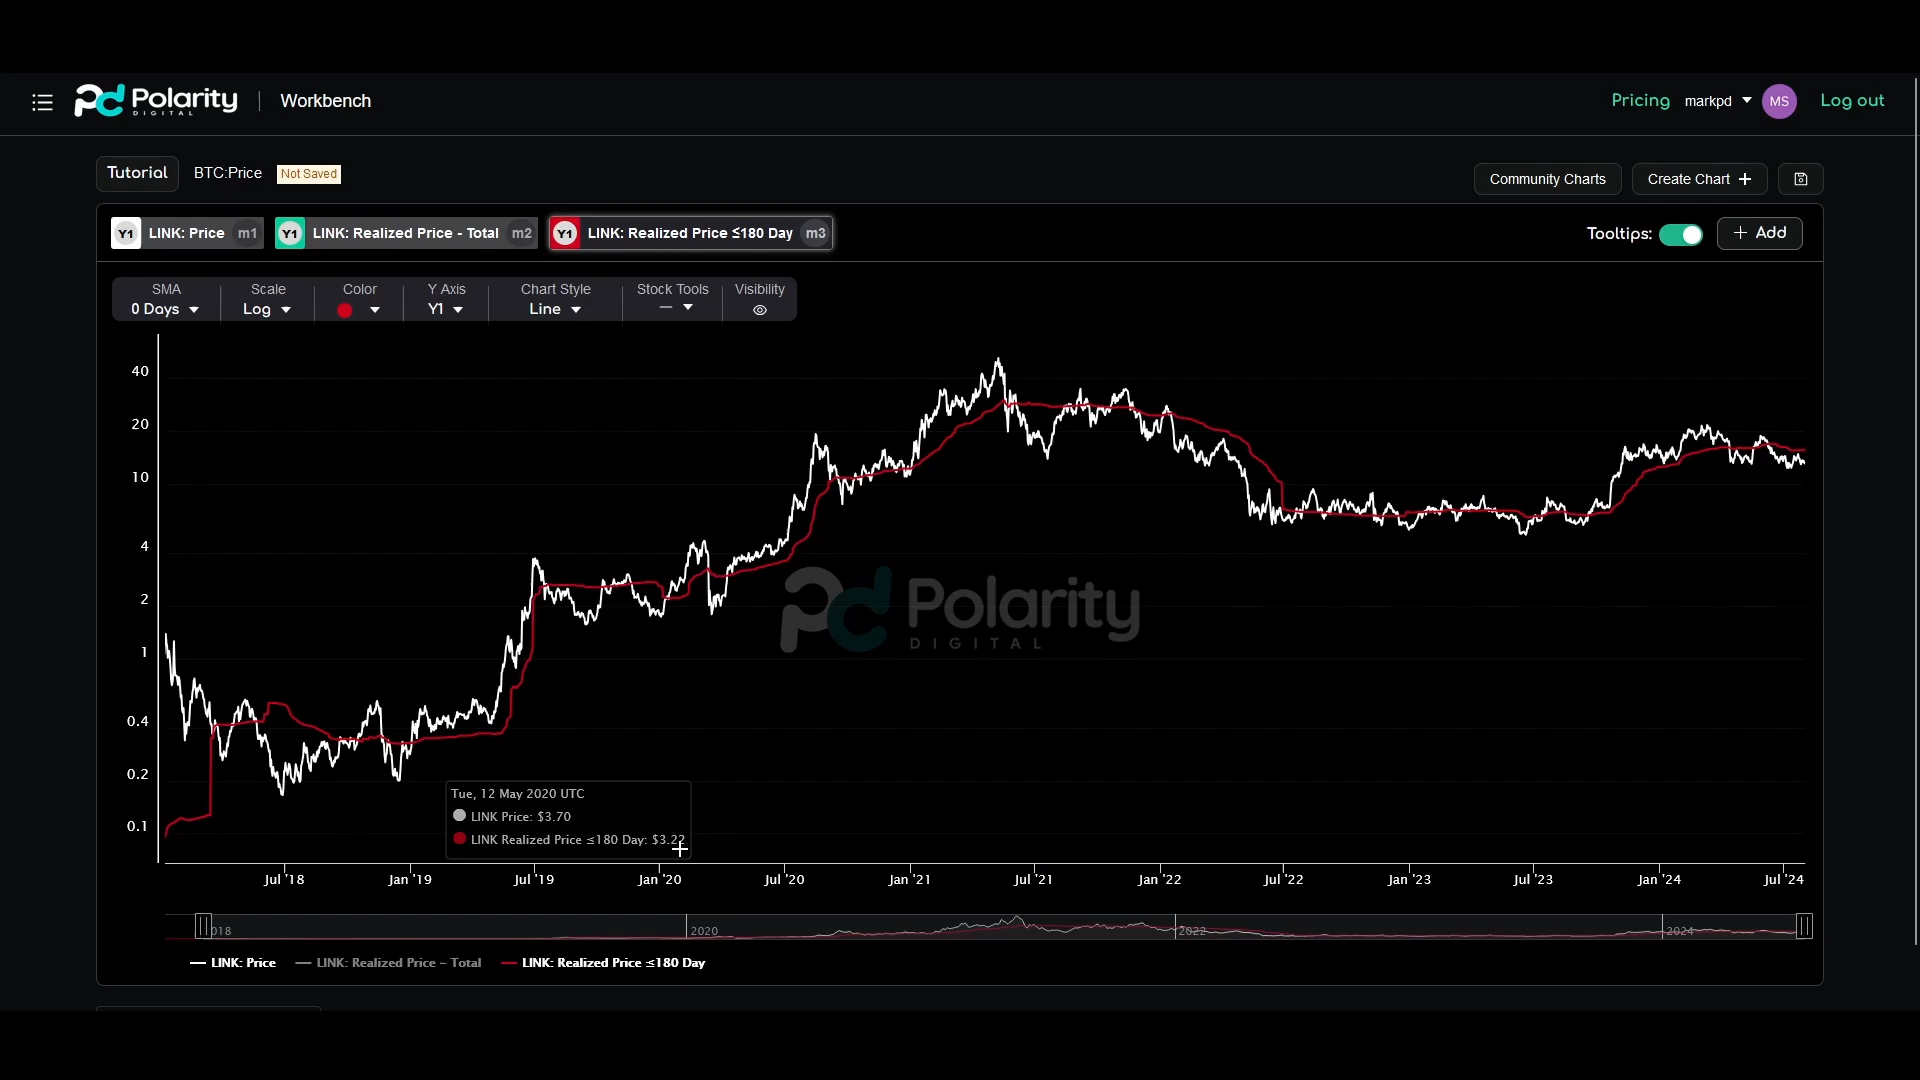 Polarity
DIGITAL
Workbench
Pricing
markpd
MS
Log out
Tutorial
BTC:Price
Not Saved
Community Charts
Create Chart +
Y1 LINK: Price m1
Y1 LINK: Realized Price - Total m2
Y1 LINK: Realized Price ≤180 Day m3
Tooltips:
+ Add
SMA
0 Days
Scale
Log
Color
Y Axis
Y1
Chart Style
Line
Stock Tools
—
Visibility
40
20
10
4
2
1
0.4
0.2
0.1
Polarity
DIGITAL
Tue, 12 May 2020 UTC
LINK Price: $3.70
LINK Realized Price ≤180 Day: $3.22
Jul '18
Jan '19
Jul '19
Jan '20
Jul '20
Jan '21
Jul '21
Jan '22
Jul '22
Jan '23
Jul '23
Jan '24
Jul '24
018
2020
2022
2024
LINK: Price
LINK: Realized Price - Total
LINK: Realized Price ≤180 Day